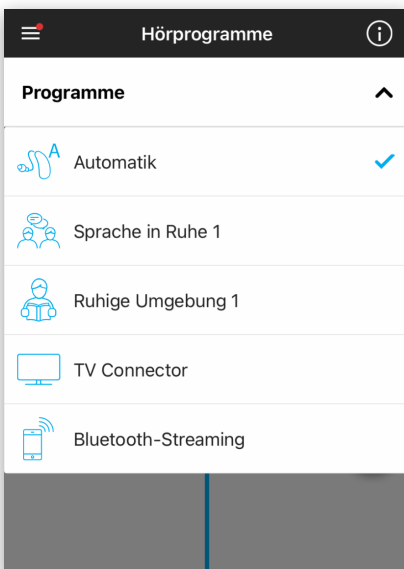 Hörprogramme
Programme
A
Automatik
Sprache in Ruhe 1
Ruhige Umgebung 1
TV Connector
Bluetooth-Streaming